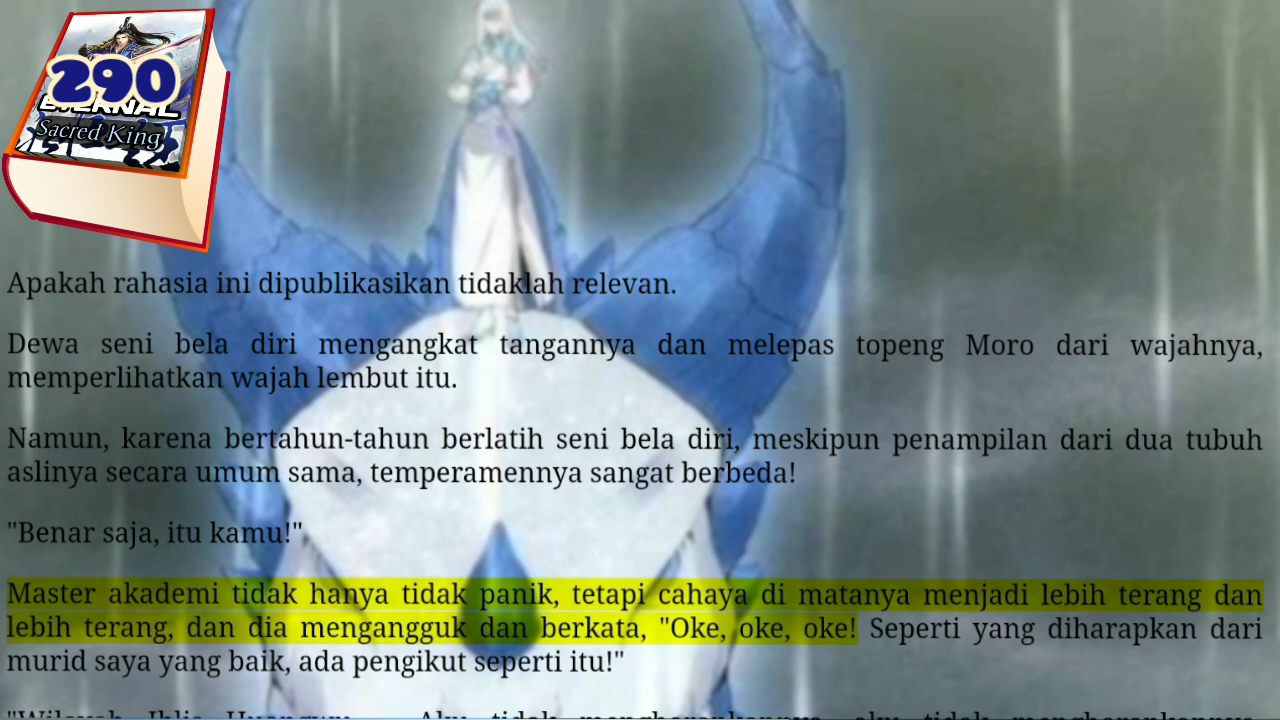 290
ETERNAL
Sacred King
Apakah rahasia ini dipublikasikan tidaklah relevan.
Dewa seni bela diri mengangkat tangannya dan melepas topeng Moro dari wajahnya,
memperlihatkan wajah lembut itu.
Namun, karena bertahun-tahun berlatih seni bela diri, meskipun penampilan dari dua tubuh
aslinya secara umum sama, temperamennya sangat berbeda!
"Benar saja, itu kamu!"
Master akademi tidak hanya tidak panik, tetapi cahaya di matanya menjadi lebih terang dan
lebih terang, dan dia mengangguk dan berkata, "Oke, oke, oke! Seperti yang diharapkan dari
murid saya yang baik, ada pengikut seperti itu!"